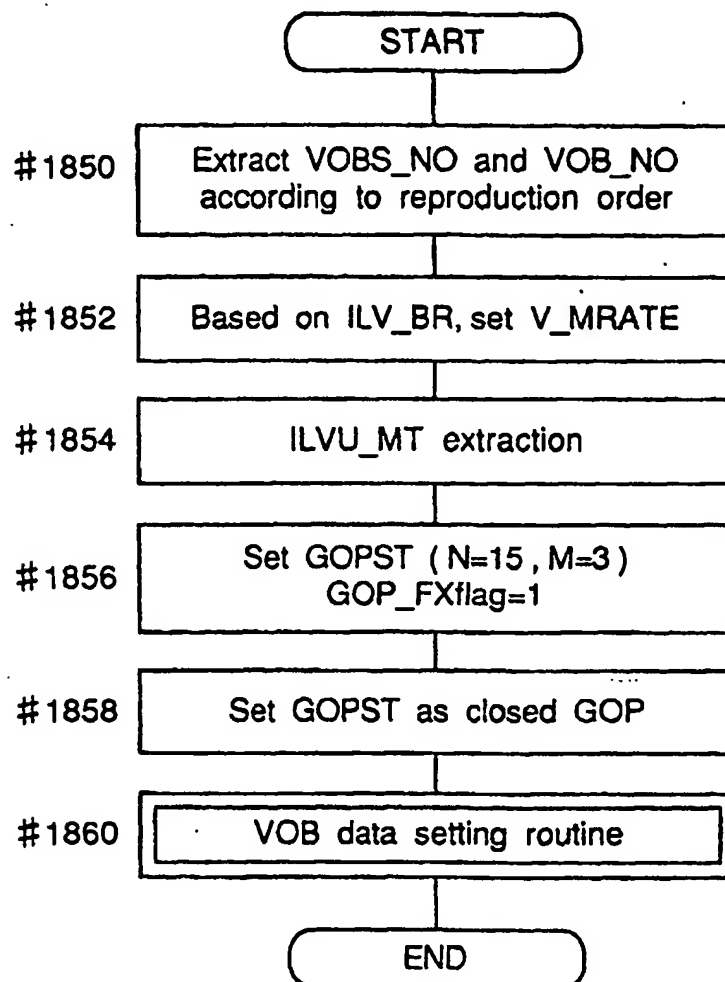 START
#1850
Extract VOBS_NO and VOB_NO
according to reproduction order
#1852
Based on ILV_BR, set V_MRATE
#1854
ILVU_MT extraction
#1856
Set GOPST ( N=15 , M=3 )
GOP_FXflag=1
#1858
Set GOPST as closed GOP
#1860
VOB data setting routine
END